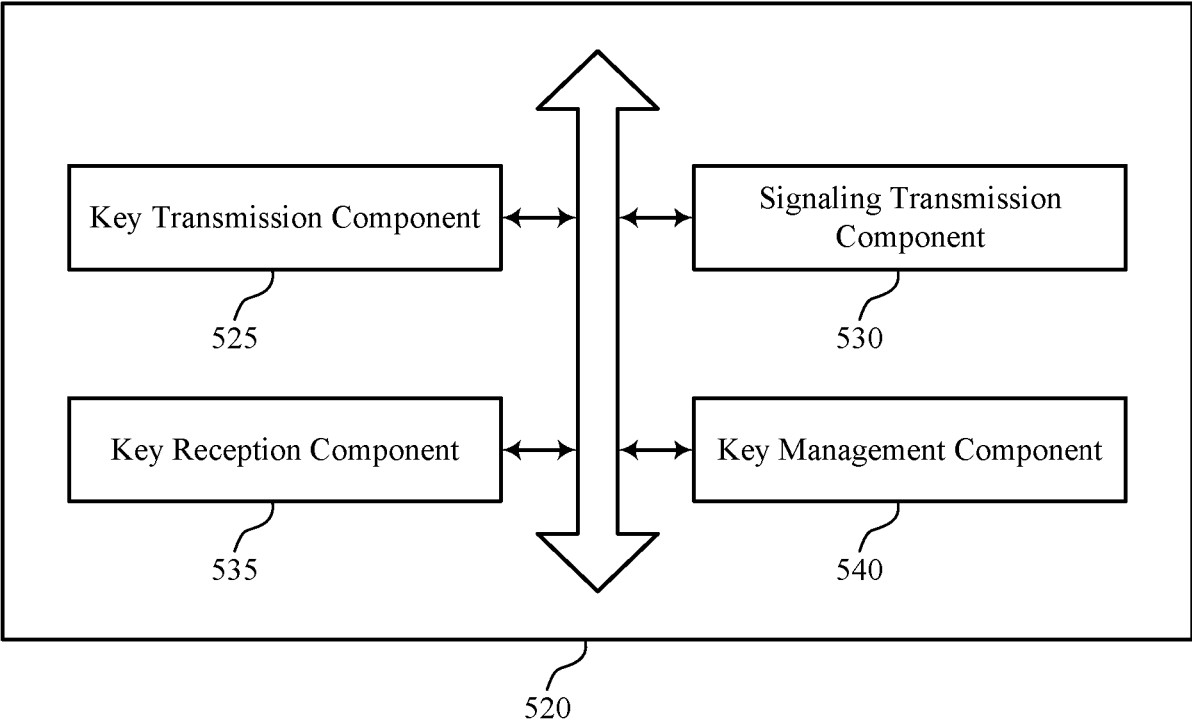 Key Transmission Component
525
Signaling Transmission
Component
530
Key Reception Component
535
Key Management Component
540
520